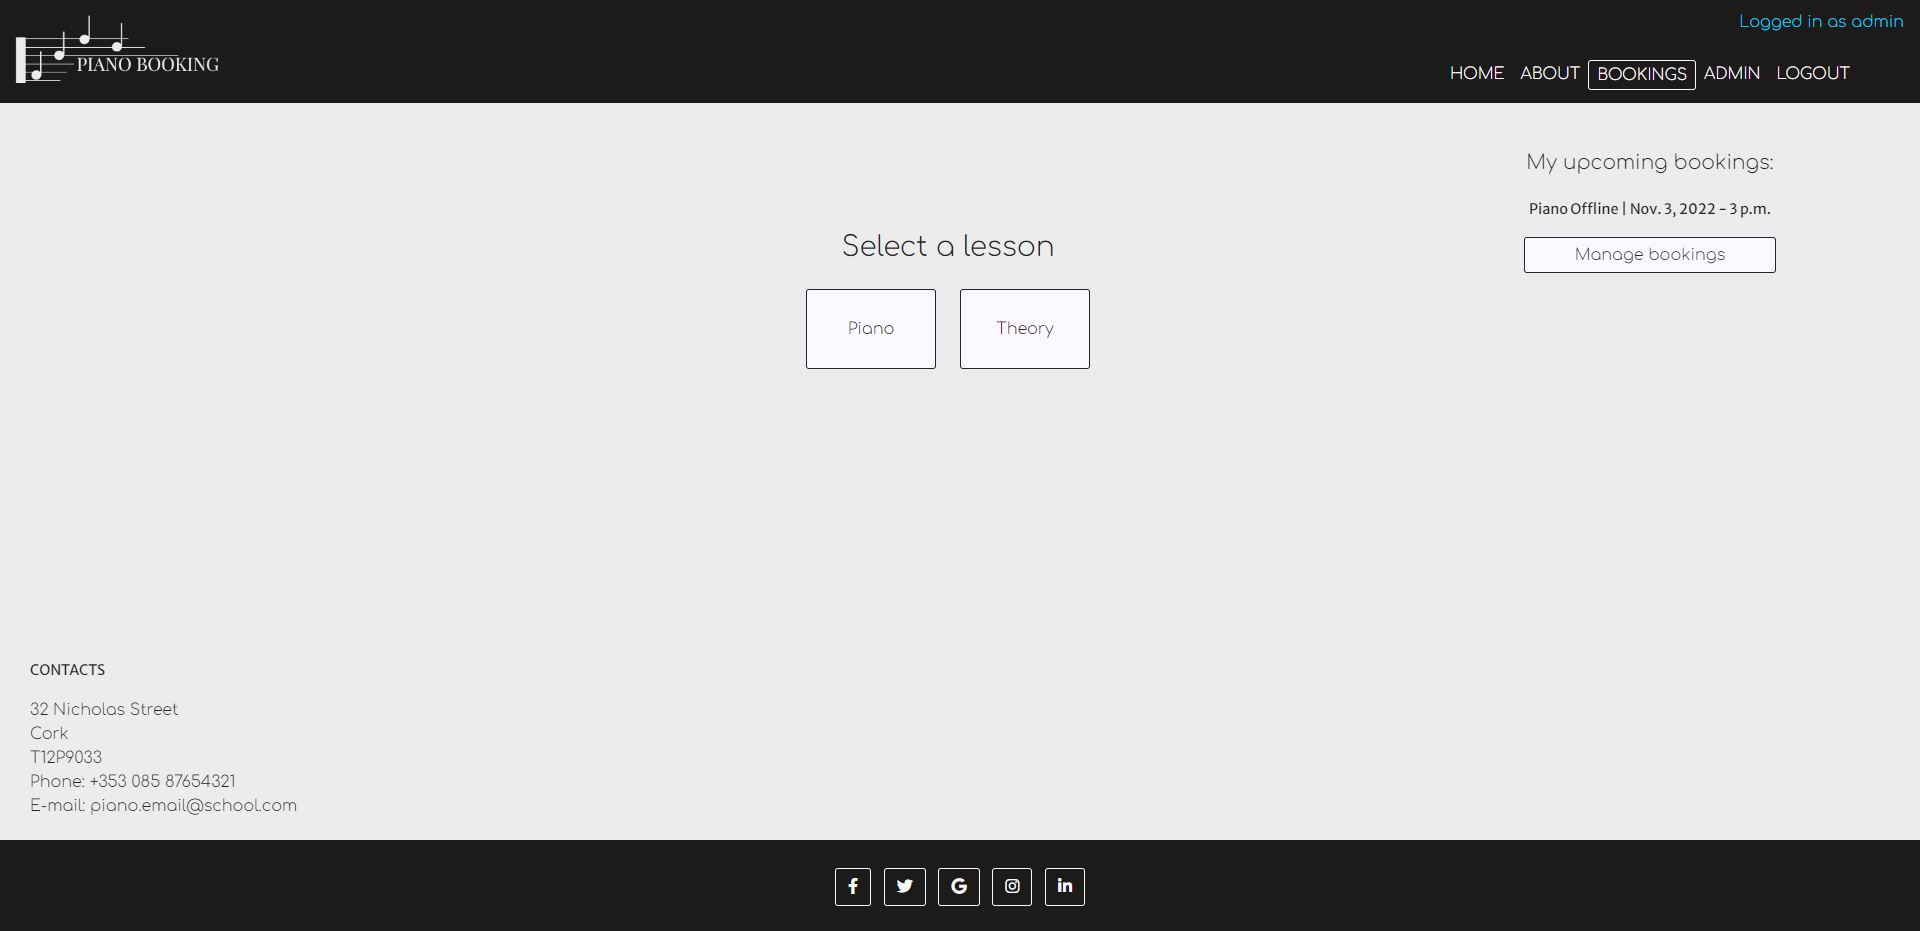 Logged in as admin
PIANO BOOKING
HOME ABOUT BOOKINGS ADMIN LOGOUT
My upcoming bookings:
Piano Offline | Nov. 3, 2022 - 3 p.m.
Manage bookings
Select a lesson
Piano Theory
CONTACTS
32 Nicholas Street
Cork
T12P9033
Phone: +353 085 87654321
E-mail: piano.email@school.com